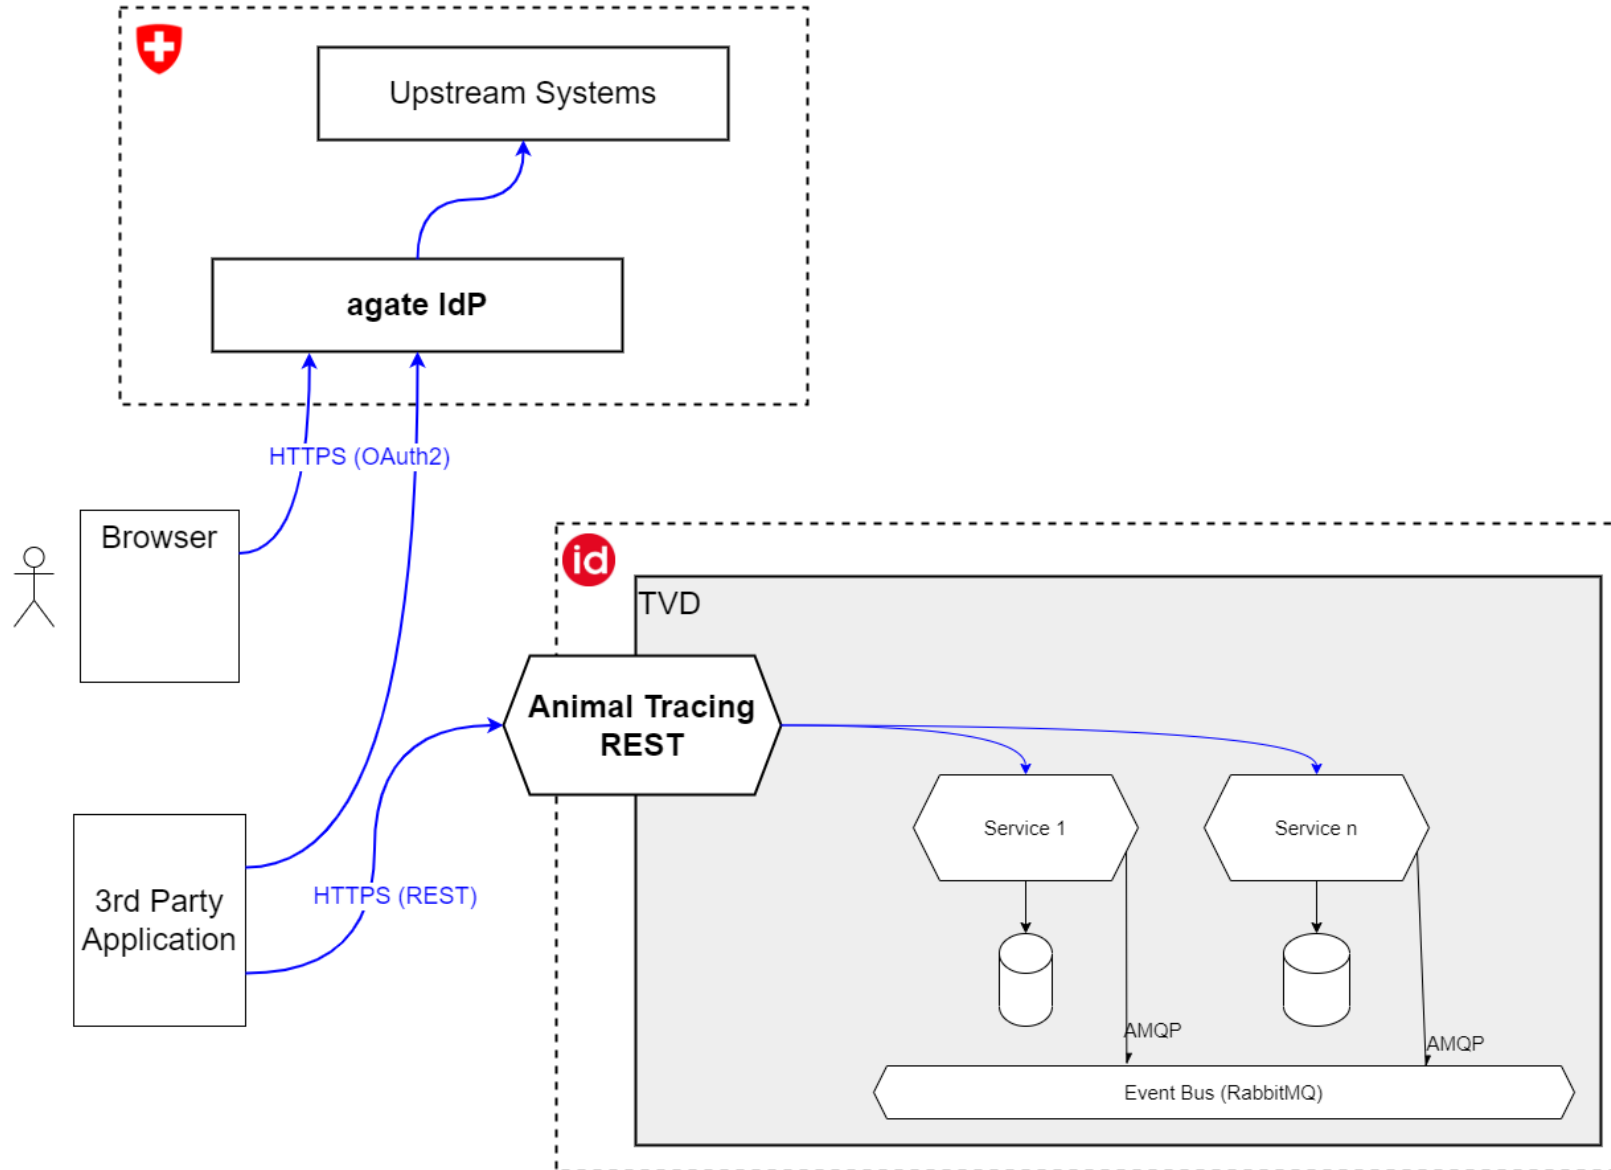 Upstream Systems
agate IdP
HTTPS (OAuth2)
Browser
id
TVD
Animal Tracing
REST
Service 1
Service n
3rd Party
Application
HTTPS (REST)
AMQP
AMQP
Event Bus (RabbitMQ)